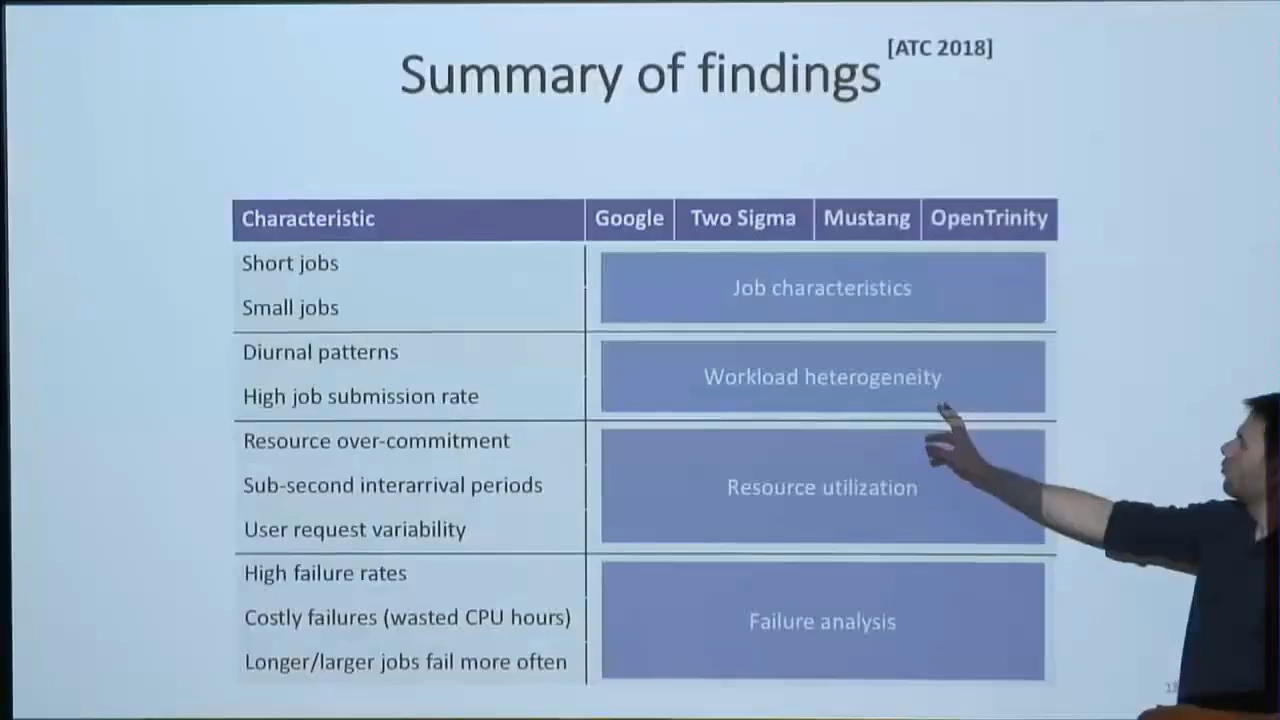 Summary of findings [ATC 2018]
Characteristic Google Two Sigma Mustang OpenTrinity
Short jobs
Small jobs
Job characteristics
Diurnal patterns
High job submission rate
Workload heterogeneity
Resource over-commitment
Sub-second interarrival periods
User request variability
Resource utilization
High failure rates
Costly failures (wasted CPU hours)
Longer/larger jobs fail more often
Failure analysis